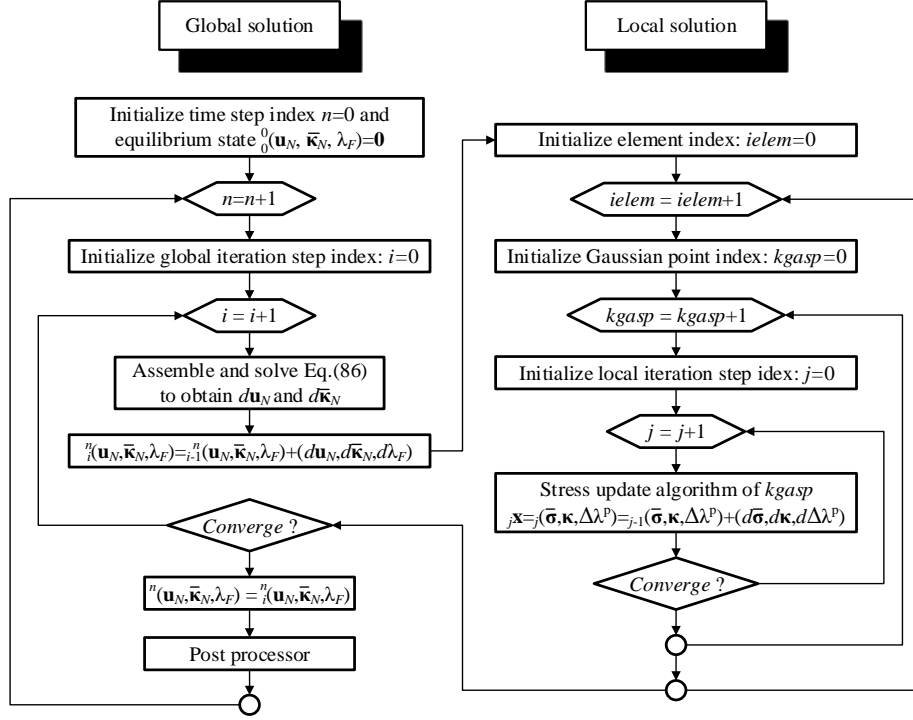 Global solution
Initialize time step index n=0 and
equilibrium state ⁰₀(𝐮_N, 𝛋̄_N, λ_F)=𝟎
n=n+1
Initialize global iteration step index: i=0
i = i+1
Assemble and solve Eq.(86)
to obtain d𝐮_N and d𝛋̄_N
ⁿᵢ(𝐮_N,𝛋̄_N,λ_F)=ⁿᵢ₋₁(𝐮_N,𝛋̄_N,λ_F)+(d𝐮_N,d𝛋̄_N,dλ_F)
Converge ?
ⁿ(𝐮_N,𝛋̄_N,λ_F) = ⁿᵢ(𝐮_N,𝛋̄_N,λ_F)
Post processor
Local solution
Initialize element index: ielem=0
ielem = ielem+1
Initialize Gaussian point index: kgasp=0
kgasp = kgasp+1
Initialize local iteration step idex: j=0
j = j+1
Stress update algorithm of kgasp
ⱼ𝐱=ⱼ(𝛔̄,𝛋,Δλᵖ)=ⱼ₋₁(𝛔̄,𝛋,Δλᵖ)+(d𝛔̄,d𝛋,dΔλᵖ)
Converge ?